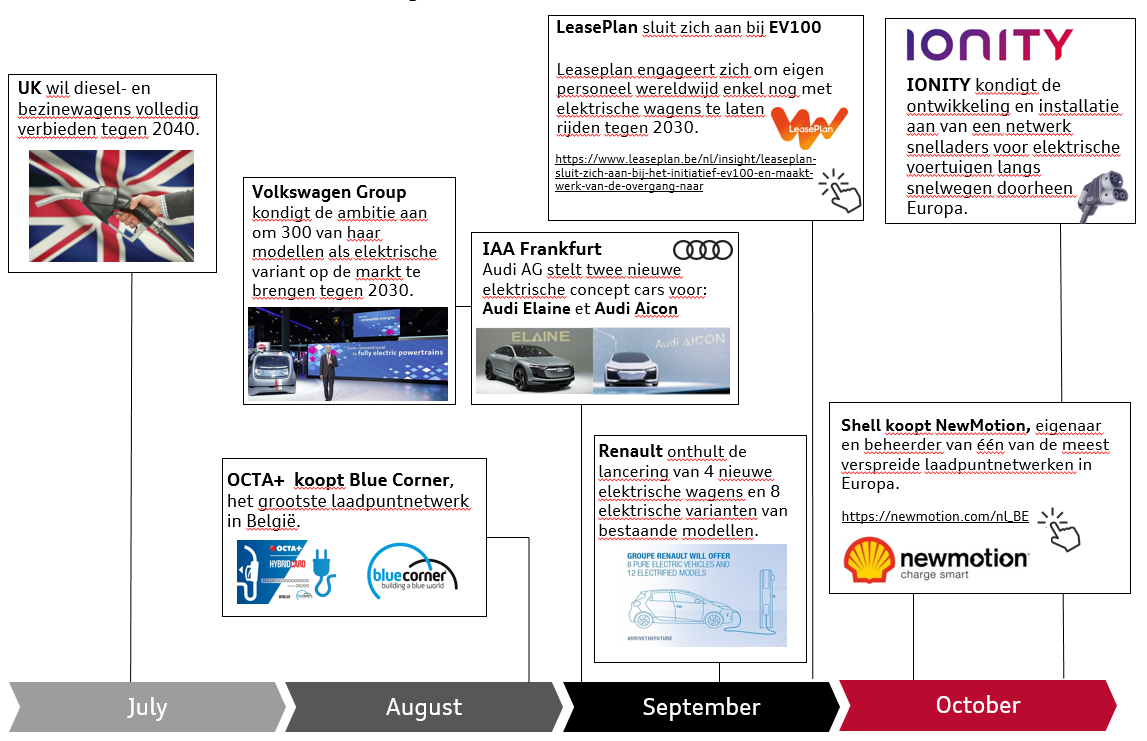 UK wil diesel- en
bezinewagens volledig
verbieden tegen 2040.
Volkswagen Group
kondigt de ambitie aan
om 300 van haar
modellen als elektrische
variant op de markt te
brengen tegen 2030.
renewable energies
from conventional
to fully electric powertrains
OCTA+ koopt Blue Corner,
het grootste laadpuntnetwerk
in België.
OCTA+
HYBRID CARD
bluecorner
building a blue world
IAA Frankfurt
Audi AG stelt twee nieuwe
elektrische concept cars voor:
Audi Elaine et Audi Aicon
ELAINE
Audi AICON
LeasePlan sluit zich aan bij EV100
Leaseplan engageert zich om eigen
personeel wereldwijd enkel nog met
elektrische wagens te laten
rijden tegen 2030.
LeasePlan
https://www.leaseplan.be/nl/insight/leaseplan-
sluit-zich-aan-bij-het-initiatief-ev100-en-maakt-
werk-van-de-overgang-naar
Renault onthult de
lancering van 4 nieuwe
elektrische wagens en 8
elektrische varianten van
bestaande modellen.
GROUPE RENAULT WILL OFFER
8 PURE ELECTRIC VEHICLES AND
12 ELECTRIFIED MODELS
#DRIVETHEFUTURE
IONITY
IONITY kondigt de
ontwikkeling en installatie
aan van een netwerk
snelladers voor elektrische
voertuigen langs
snelwegen doorheen
Europa.
Shell koopt NewMotion, eigenaar
en beheerder van één van de meest
verspreide laadpuntnetwerken in
Europa.
https://newmotion.com/nl_BE
newmotion
charge smart
July
August
September
October